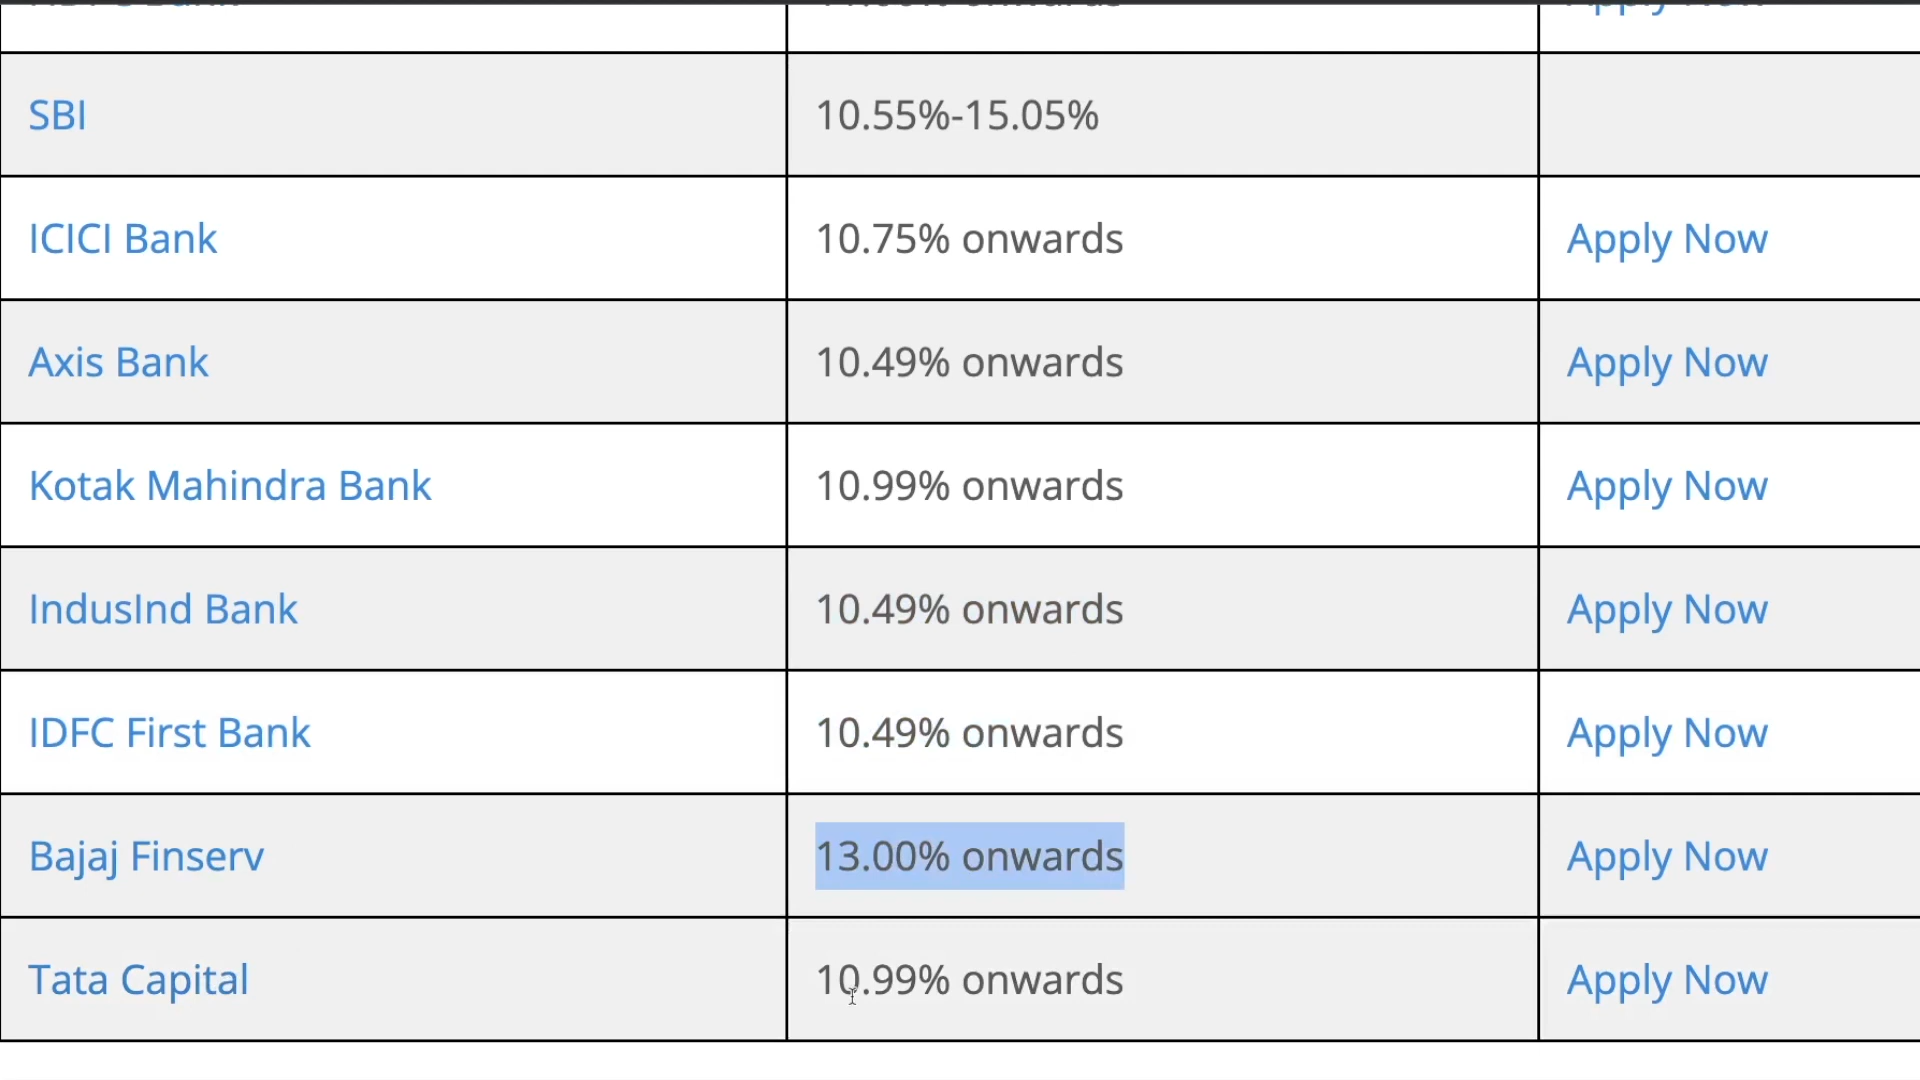 SBI 10.55%-15.05%
ICICI Bank 10.75% onwards Apply Now
Axis Bank 10.49% onwards Apply Now
Kotak Mahindra Bank 10.99% onwards Apply Now
IndusInd Bank 10.49% onwards Apply Now
IDFC First Bank 10.49% onwards Apply Now
Bajaj Finserv 13.00% onwards Apply Now
Tata Capital 10.99% onwards Apply Now